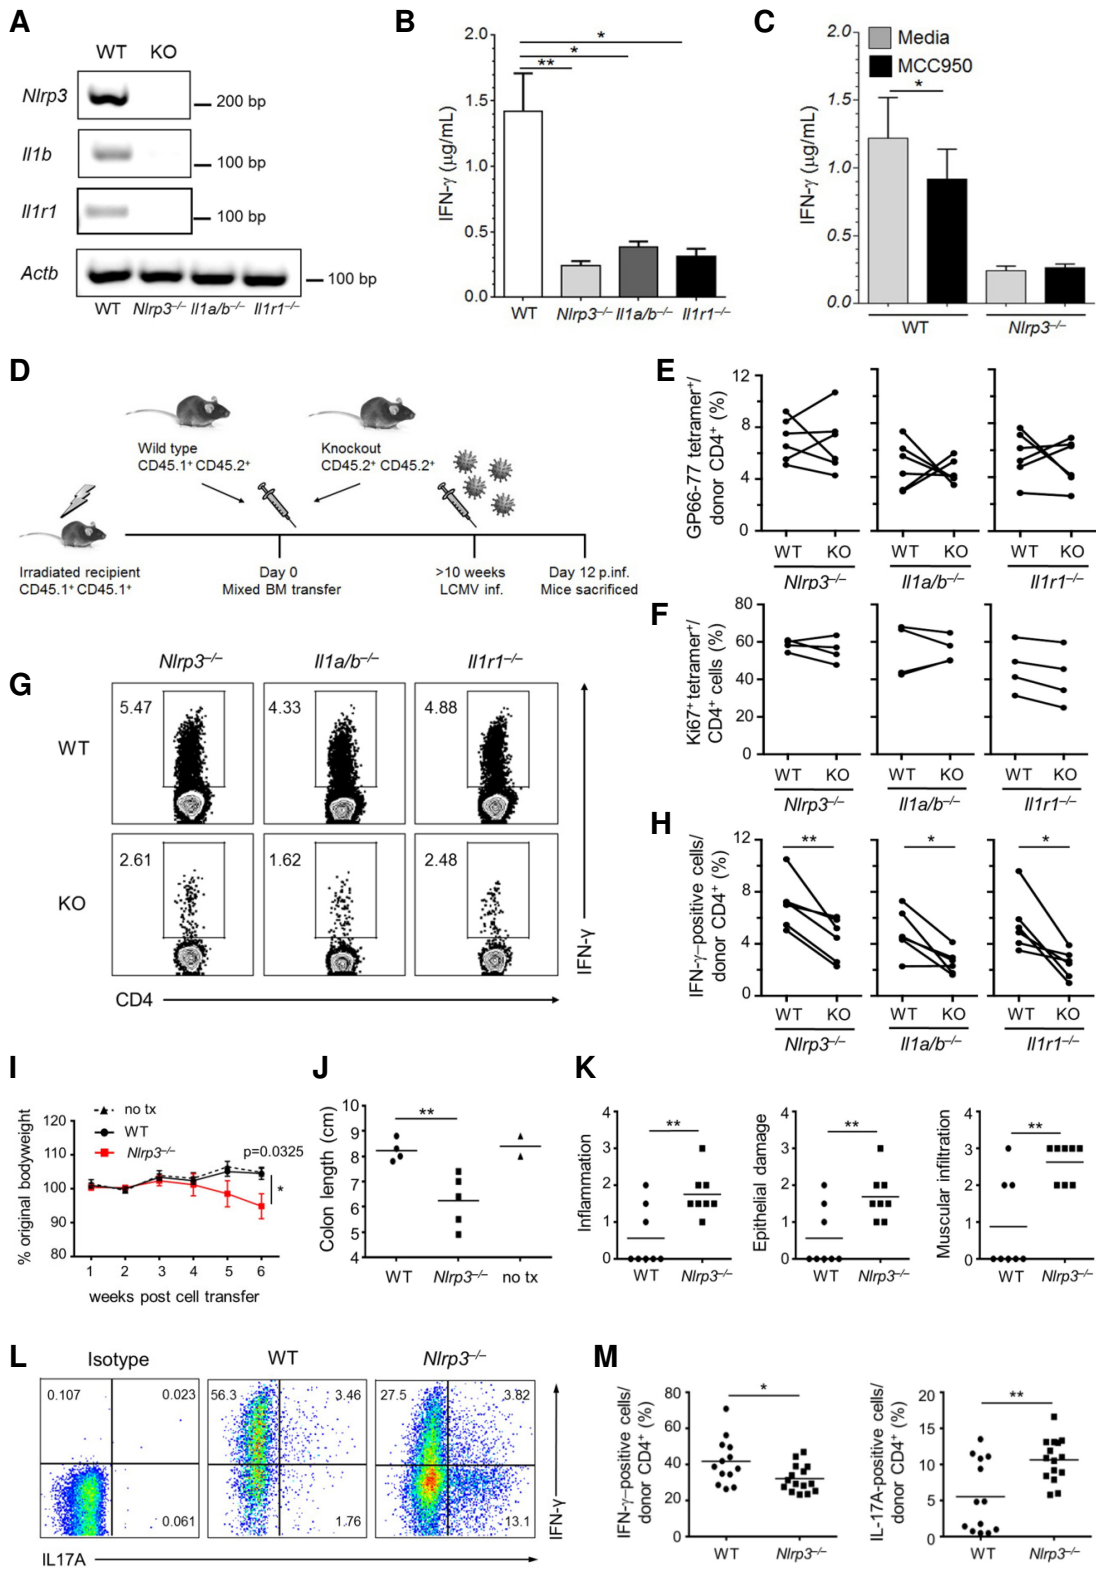 A
WT KO
Nlrp3
200 bp
Il1b
100 bp
Il1r1
100 bp
Actb
100 bp
WT Nlrp3–/– Il1a/b–/– Il1r1–/–
B
IFN-γ (μg/mL)
2.0
1.5
1.0
0.5
0.0
*
*
**
WT Nlrp3–/– Il1a/b–/– Il1r1–/–
C
IFN-γ (μg/mL)
2.0
1.5
1.0
0.5
0.0
Media
MCC950
*
WT Nlrp3–/–
D
Wild type
CD45.1+ CD45.2+
Knockout
CD45.2+ CD45.2+
Irradiated recipient
CD45.1+ CD45.1+
Day 0
Mixed BM transfer
>10 weeks
LCMV inf.
Day 12 p.inf.
Mice sacrificed
E
GP66-77 tetramer+/
donor CD4+ (%)
12
8
4
0
WT KO WT KO WT KO
Nlrp3–/– Il1a/b–/– Il1r1–/–
F
Ki67+ tetramer+/
CD4+ cells (%)
80
60
40
20
0
WT KO WT KO WT KO
Nlrp3–/– Il1a/b–/– Il1r1–/–
G
Nlrp3–/– Il1a/b–/– Il1r1–/–
WT
5.47 4.33 4.88
KO
2.61 1.62 2.48
IFN-γ
CD4
H
IFN-γ–positive cells/
donor CD4+ (%)
12
8
4
0
** * *
WT KO WT KO WT KO
Nlrp3–/– Il1a/b–/– Il1r1–/–
I
% original bodyweight
120
110
100
90
80
no tx
WT
Nlrp3–/–
p=0.0325
*
1 2 3 4 5 6
weeks post cell transfer
J
Colon length (cm)
10
9
8
7
6
5
4
**
WT Nlrp3–/– no tx
K
Inflammation
4
3
2
1
0
**
WT Nlrp3–/–
Epithelial damage
4
3
2
1
0
**
WT Nlrp3–/–
Muscular infiltration
4
3
2
1
0
**
WT Nlrp3–/–
L
Isotype WT Nlrp3–/–
0.107 0.023
0.061
56.3 3.46
1.76
27.5 3.82
13.1
IFN-γ
IL17A
M
IFN-γ–positive cells/
donor CD4+ (%)
80
60
40
20
0
*
WT Nlrp3–/–
IL-17A-positive cells/
donor CD4+ (%)
20
15
10
5
0
**
WT Nlrp3–/–